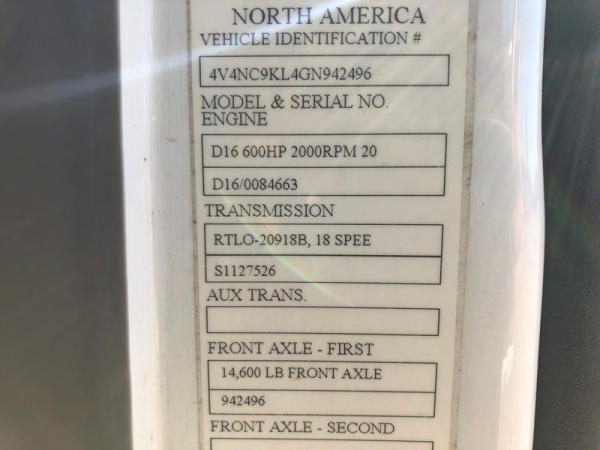 NORTH AMERICA
VEHICLE IDENTIFICATION #
4V4NC9KL4GN942496
MODEL & SERIAL NO.
ENGINE
D16 600HP 2000RPM 20
D16/0084663
TRANSMISSION
RTLO-20918B, 18 SPEE
S1127526
AUX TRANS.
FRONT AXLE - FIRST
14,600 LB FRONT AXLE
942496
FRONT AXLE - SECOND